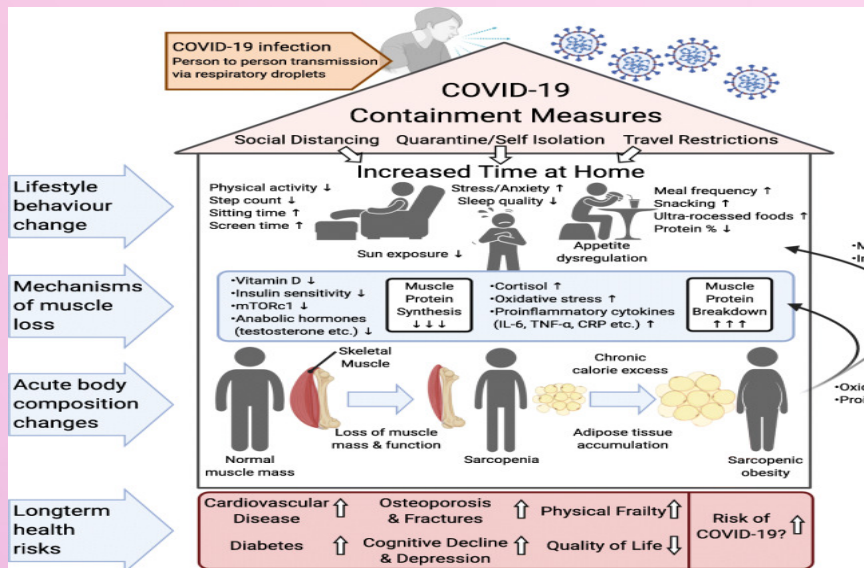 COVID-19 infection
Person to person transmission
via respiratory droplets
COVID-19
Containment Measures
Social Distancing Quarantine/Self Isolation Travel Restrictions
Increased Time at Home
Lifestyle
behaviour
change
Physical activity ↓
Step count ↓
Sitting time ↑
Screen time ↑
Stress/Anxiety ↑
Sleep quality ↓
Meal frequency ↑
Snacking ↑
Ultra-rocessed foods ↑
Protein % ↓
Sun exposure ↓
Appetite
dysregulation
Mechanisms
of muscle
loss
•Vitamin D ↓
•Insulin sensitivity ↓
•mTORc1 ↓
•Anabolic hormones
(testosterone etc.) ↓
Muscle
Protein
Synthesis
↓↓↓
•Cortisol ↑
•Oxidative stress ↑
•Proinflammatory cytokines
(IL-6, TNF-α, CRP etc.) ↑
Muscle
Protein
Breakdown
↑↑↑
Acute body
composition
changes
Skeletal
Muscle
Chronic
calorie excess
Loss of muscle
mass & function
Adipose tissue
accumulation
Normal
muscle mass
Sarcopenia
Sarcopenic
obesity
•M
•In
•Oxid
•Proi
Longterm
health
risks
Cardiovascular
Disease ↑
Osteoporosis
& Fractures ↑
Physical Frailty ↑
Diabetes ↑
Cognitive Decline
& Depression ↑
Quality of Life ↓
Risk of
COVID-19? ↑